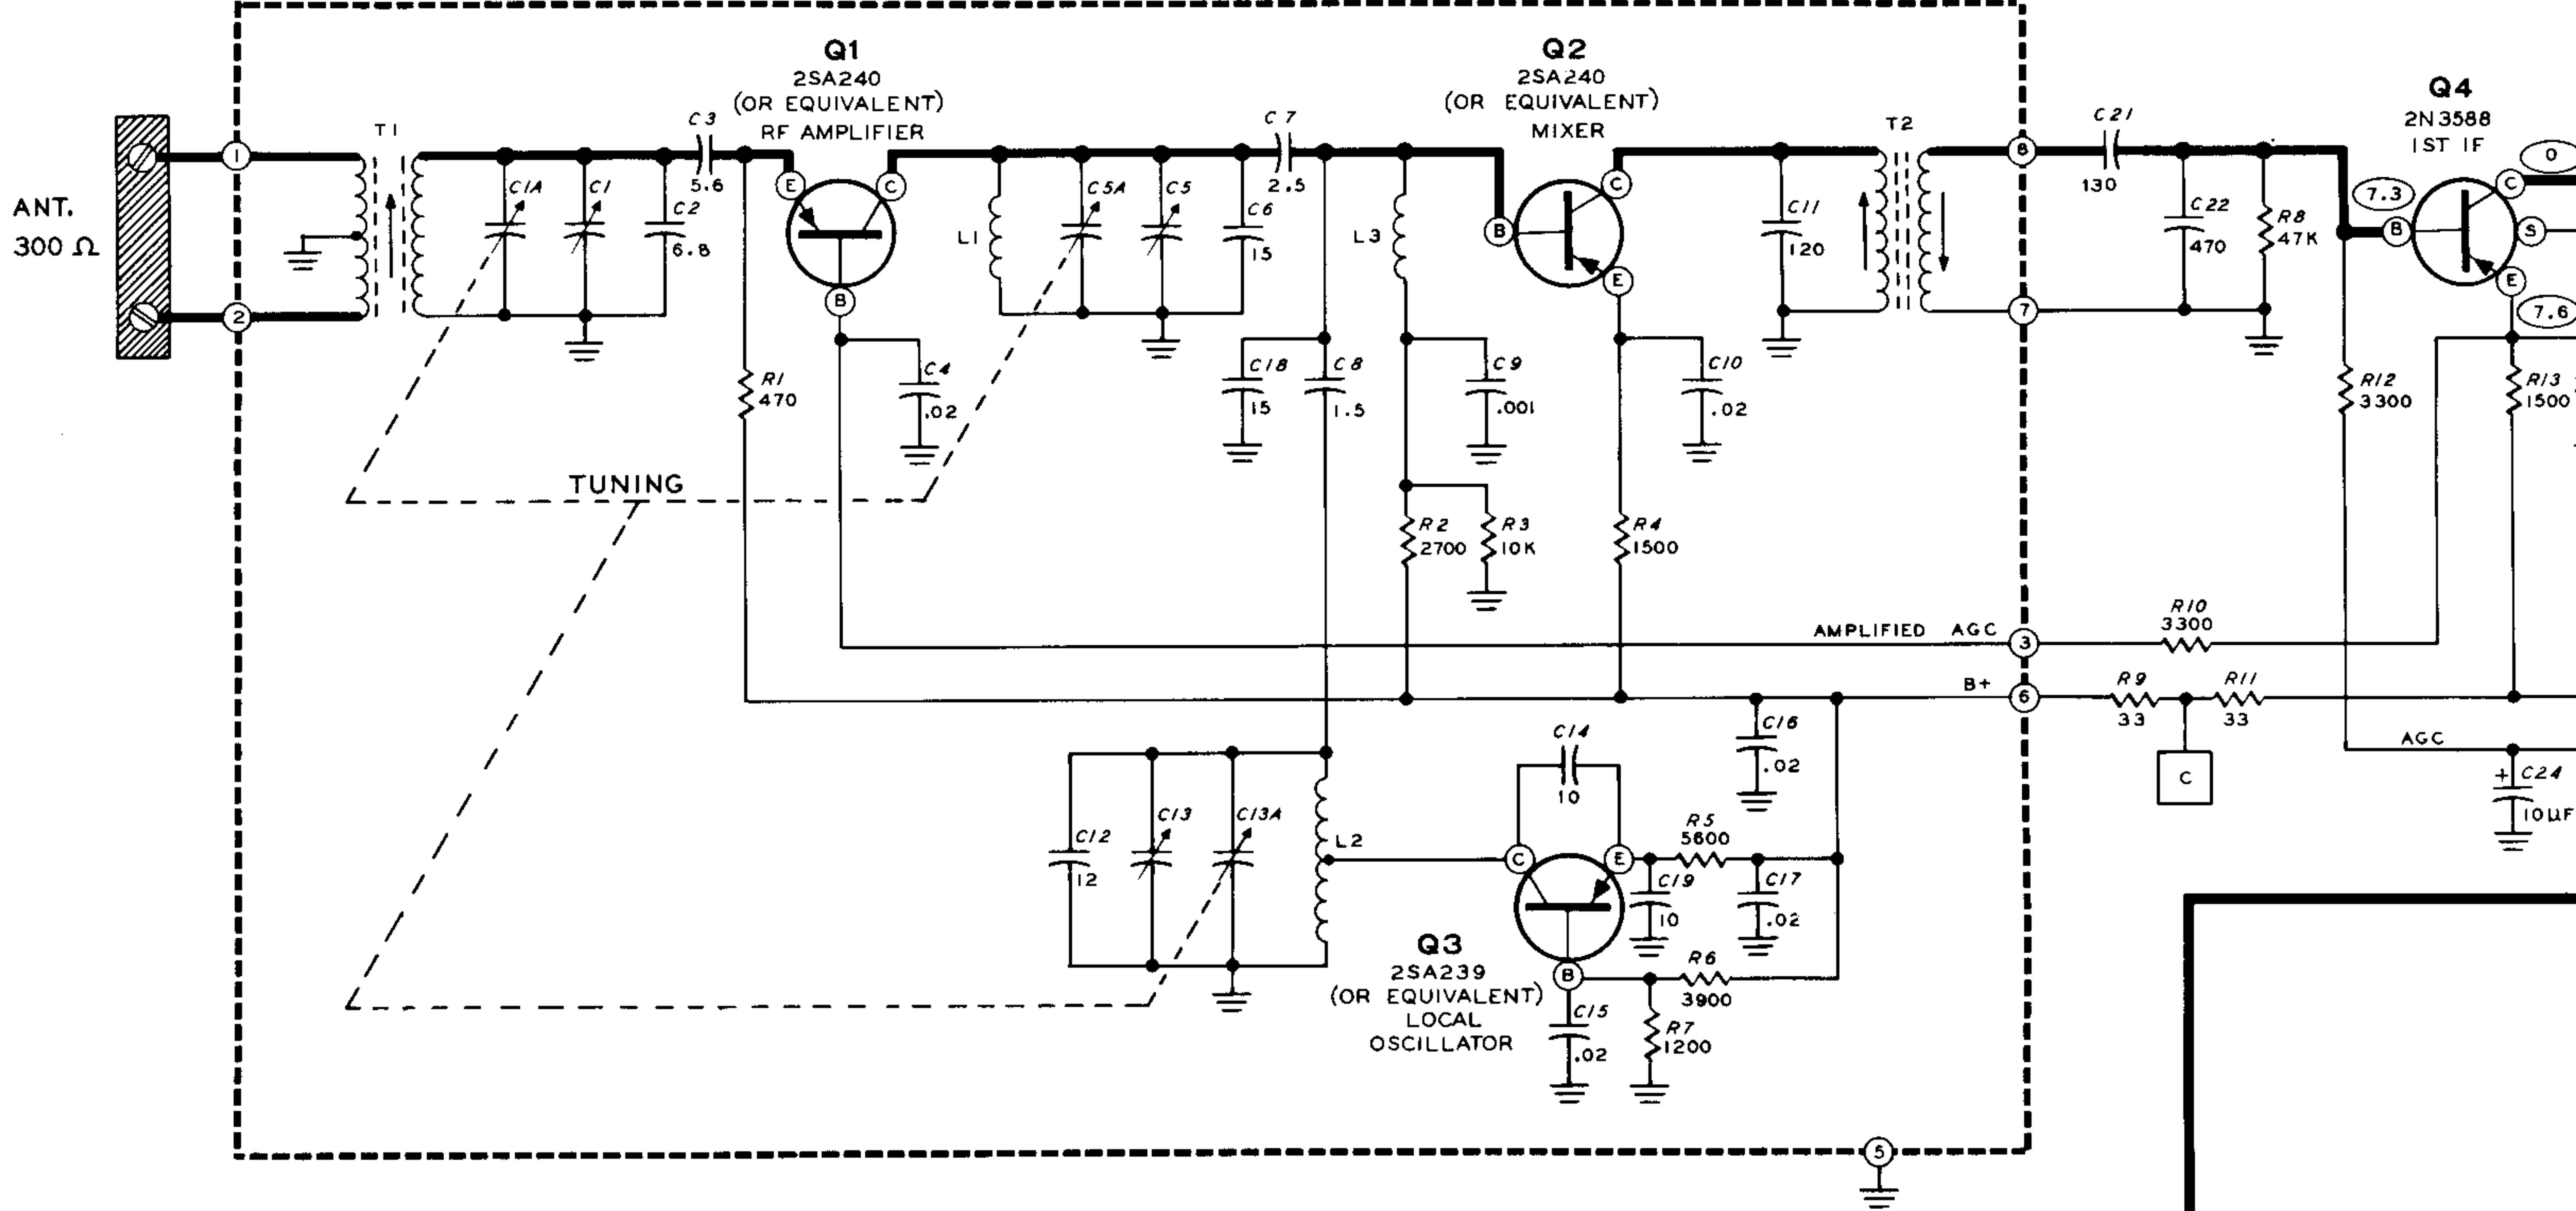 ANT.
300 Ω
1
2
T1
C1A
C1
C2
6.8
C3
5.6
Q1
2SA240
(OR EQUIVALENT)
RF AMPLIFIER
E
C
B
R1
470
C4
.02
TUNING
L1
C5A
C5
C6
15
C7
2.5
C18
15
C8
1.5
L3
C9
.001
R2
2700
R3
10K
Q2
2SA240
(OR EQUIVALENT)
MIXER
B
C
E
C10
.02
R4
1500
C11
120
T2
8
7
C21
130
C22
470
R8
47K
Q4
2N3588
1ST IF
0
7.3
B
C
S
E
7.6
R12
3300
R13
1500
AMPLIFIED AGC
3
R10
3300
B+
6
R9
33
R11
33
C
AGC
+
C24
10UF
C12
12
C13
C13A
L2
C14
10
C16
.02
C
E
B
R5
5600
C19
10
C17
.02
Q3
2SA239
(OR EQUIVALENT)
LOCAL
OSCILLATOR
R6
3900
C15
.02
R7
1200
5